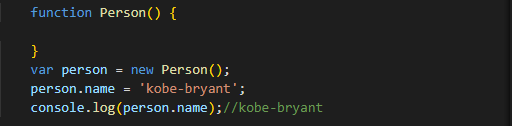 function Person() {
}
var person = new Person();
person.name = 'kobe-bryant';
console.log(person.name);//kobe-bryant